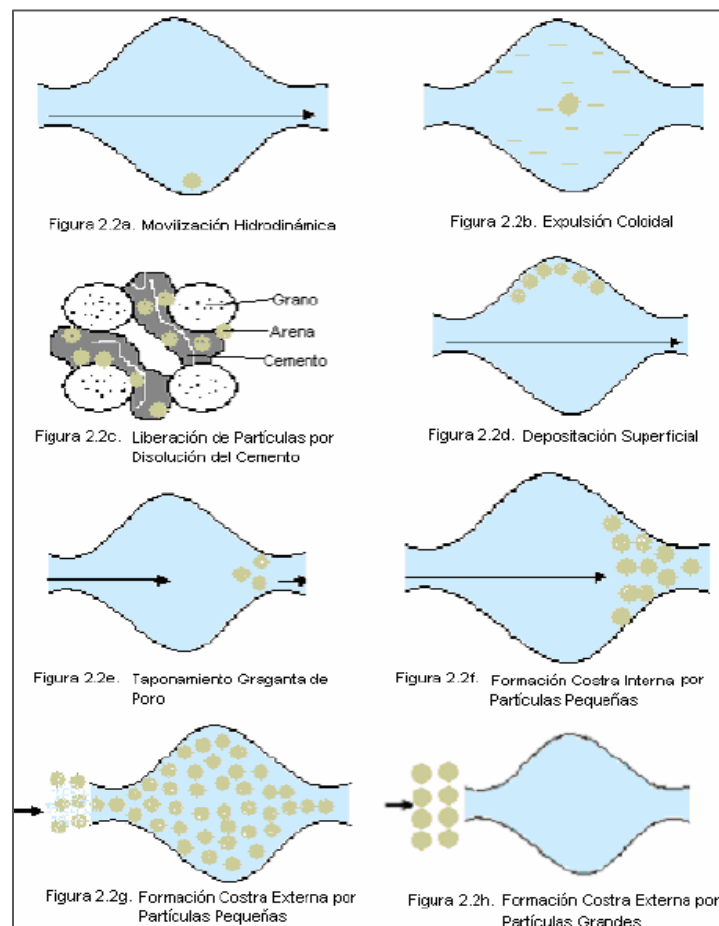 Figura 2.2a. Movilización Hidrodinámica
Figura 2.2b. Expulsión Coloidal
Grano
Arena
Cemento
Figura 2.2c. Liberación de Partículas por
Disolución del Cemento
Figura 2.2d. Depositación Superficial
Figura 2.2e. Taponamiento Graganta de
Poro
Figura 2.2f. Formación Costra Interna por
Partículas Pequeñas
Figura 2.2g. Formación Costra Externa por
Partículas Pequeñas
Figura 2.2h. Formación Costra Externa por
Partículas Grandes